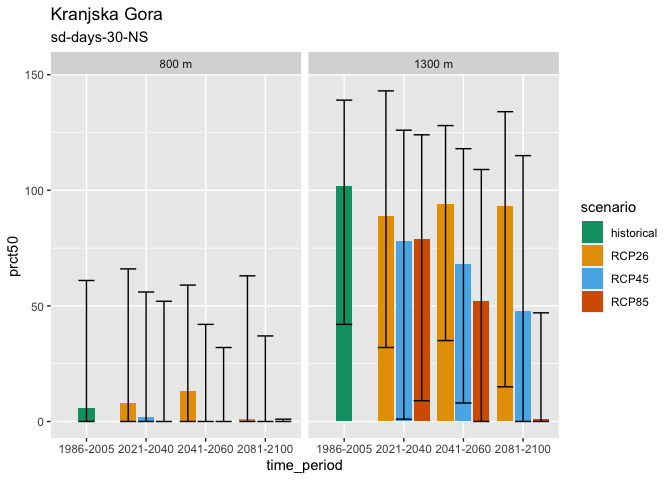 Kranjska Gora
sd-days-30-NS
800 m
1300 m
150
100
50
0
prct50
1986-2005
2021-2040
2041-2060
2081-2100
1986-2005
2021-2040
2041-2060
2081-2100
time_period
scenario
historical
RCP26
RCP45
RCP85